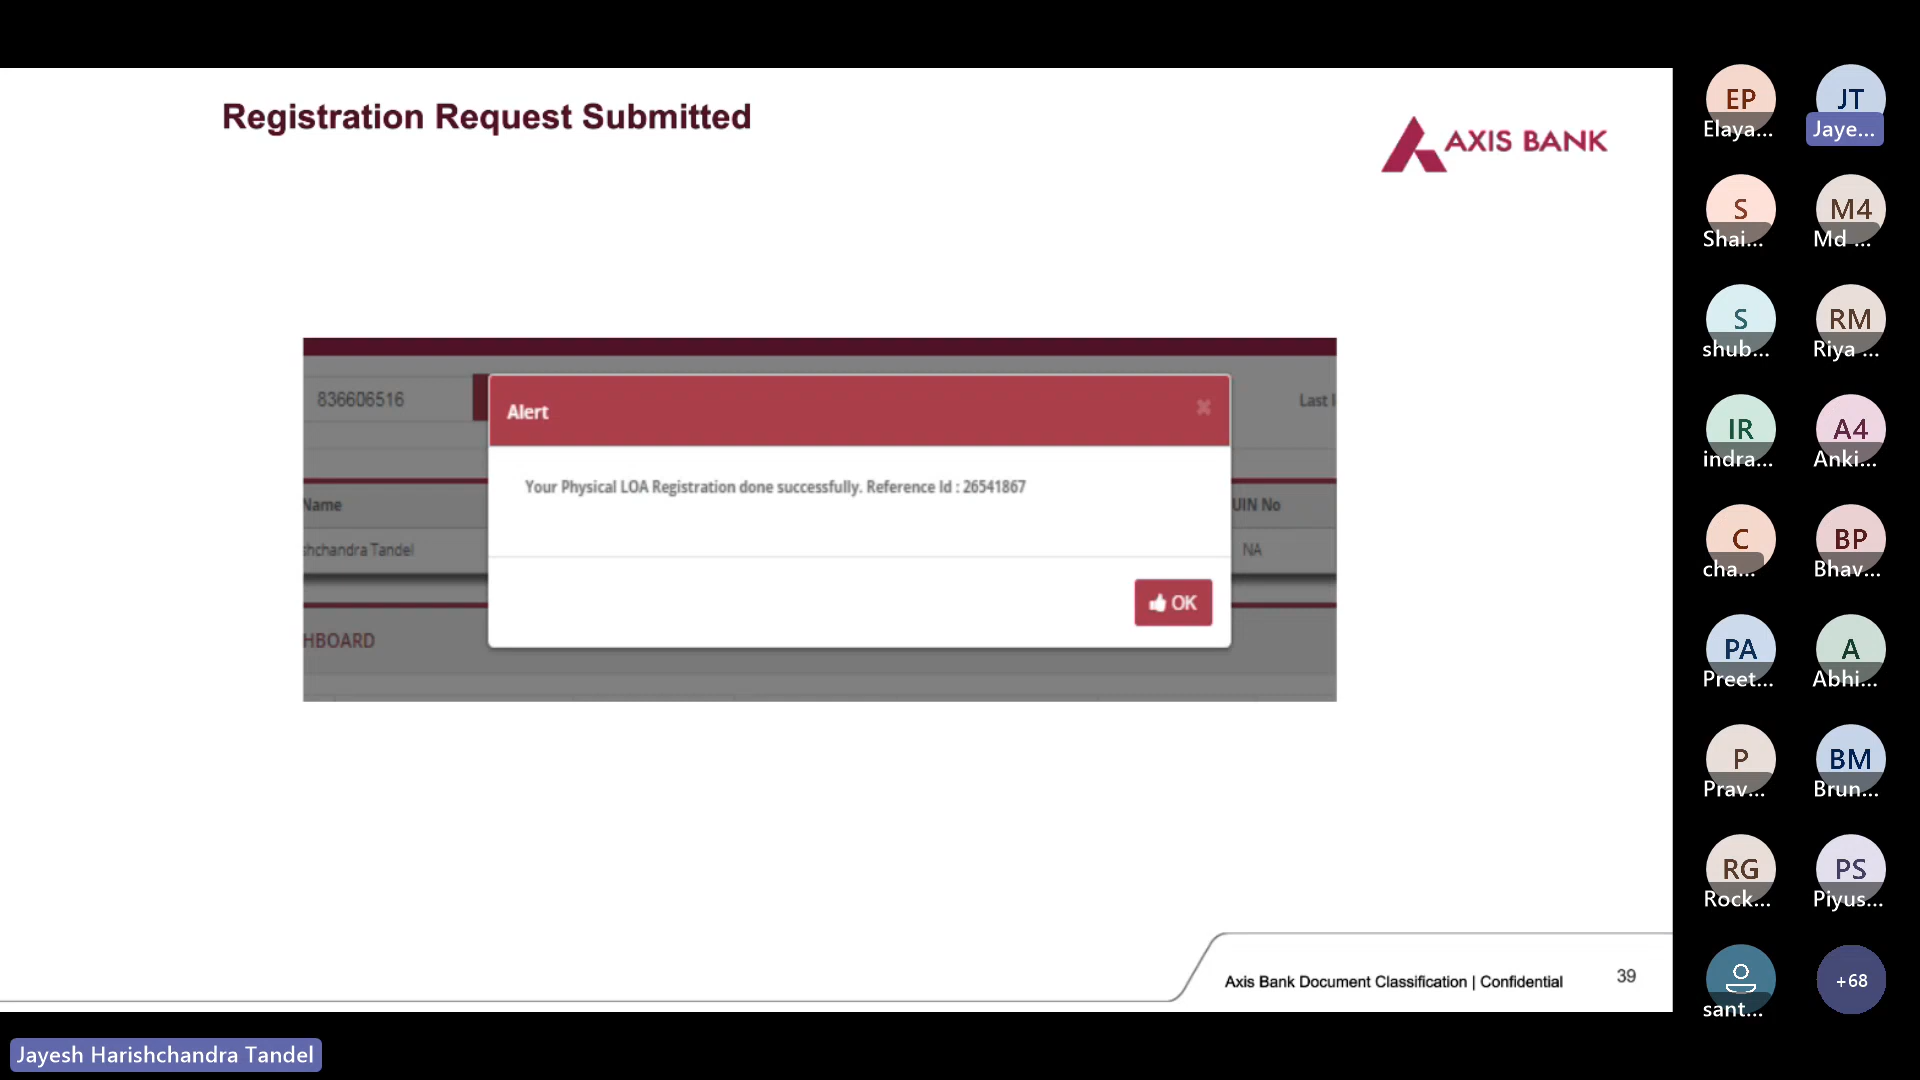 Registration Request Submitted
AXIS BANK
836606516
Last
Alert
Your Physical LOA Registration done successfully. Reference Id : 26541867
Name
UIN No
hchandra Tandel
NA
OK
HBOARD
Axis Bank Document Classification | Confidential
39
EP
Elaya...
JT
Jaye...
S
Shai...
M4
Md ...
S
shub...
RM
Riya ...
IR
indra...
A4
Anki...
C
cha...
BP
Bhav...
PA
Preet...
A
Abhi...
P
Prav...
BM
Brun...
RG
Rock...
PS
Piyus...
sant...
+68
Jayesh Harishchandra Tandel